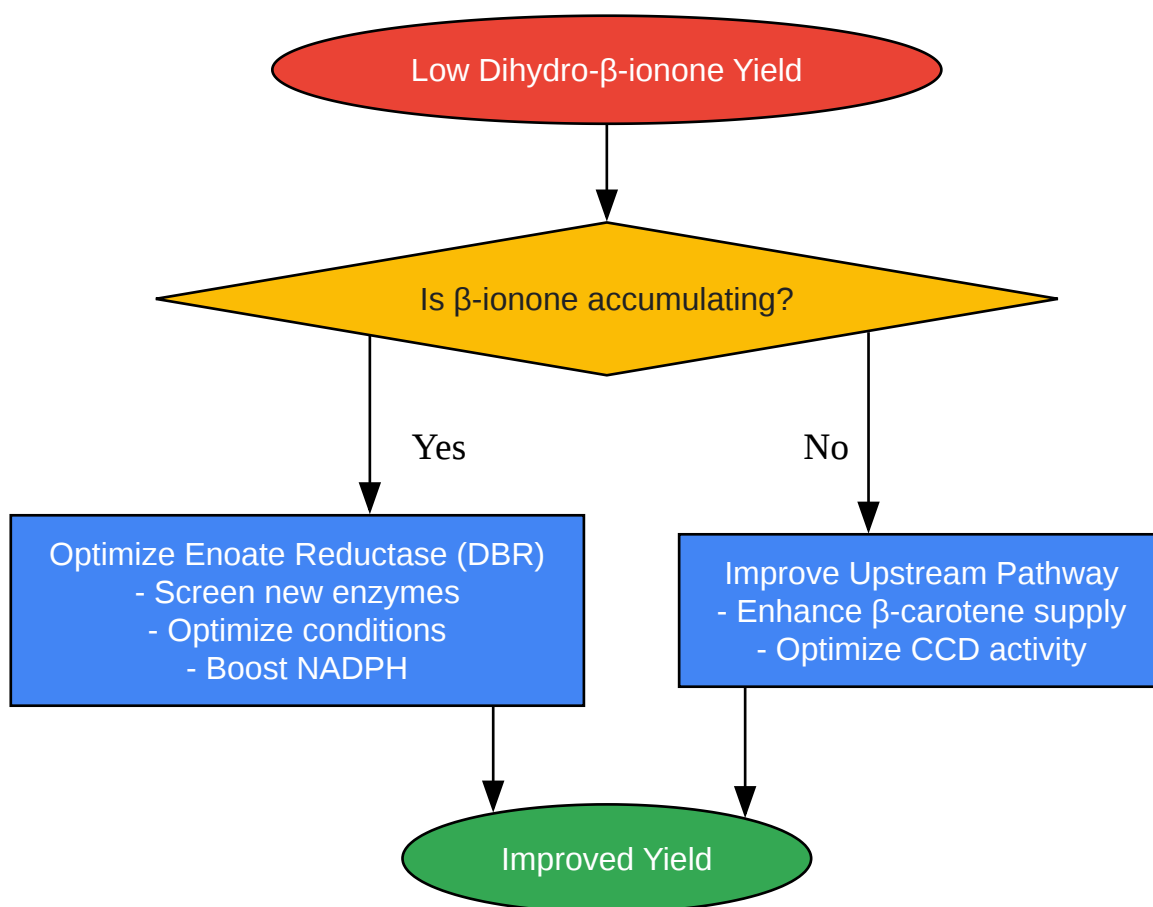 Low Dihydro-β-ionone Yield
Is β-ionone accumulating?
Yes
No
Optimize Enoate Reductase (DBR)
- Screen new enzymes
- Optimize conditions
- Boost NADPH
Improve Upstream Pathway
- Enhance β-carotene supply
- Optimize CCD activity
Improved Yield